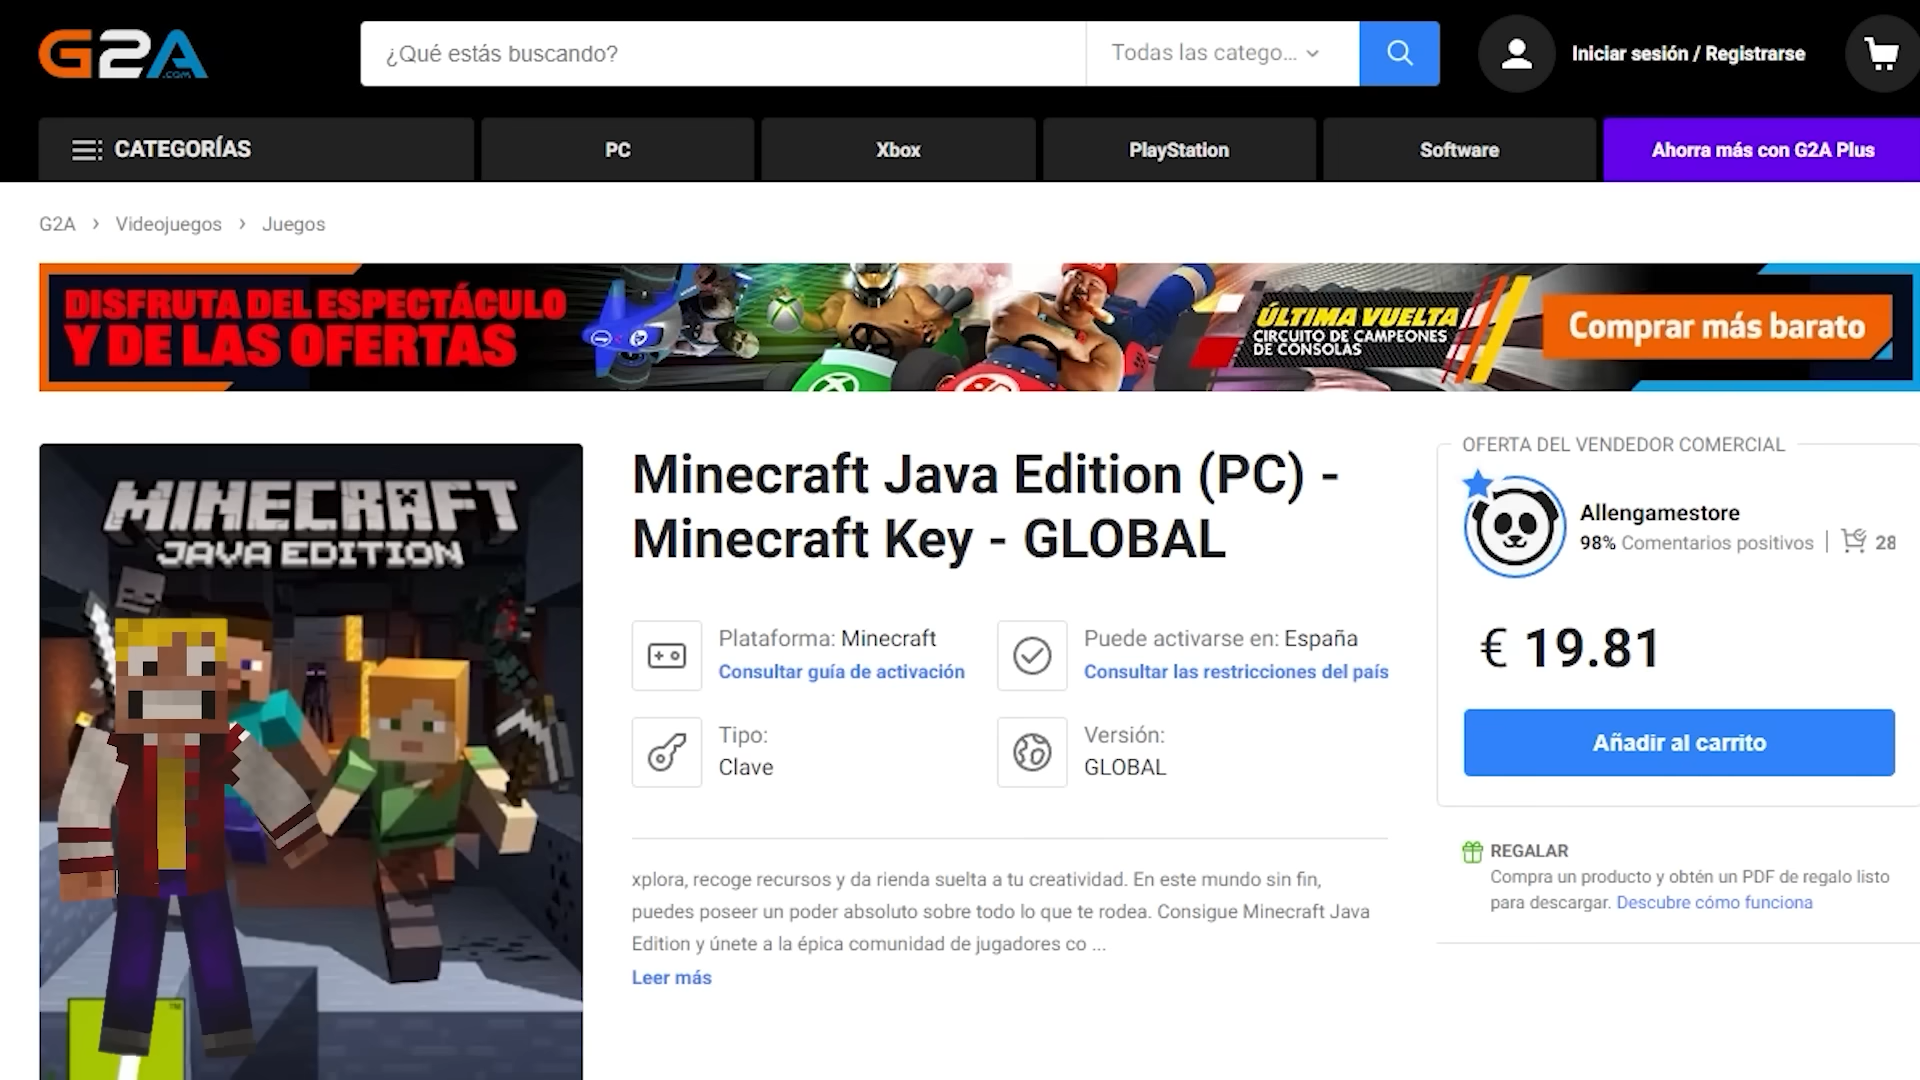 G2A
.COM
¿Qué estás buscando?
Todas las catego...
Iniciar sesión / Registrarse
CATEGORÍAS
PC
Xbox
PlayStation
Software
Ahorra más con G2A Plus
G2A > Videojuegos > Juegos
DISFRUTA DEL ESPECTÁCULO
Y DE LAS OFERTAS
ÚLTIMA VUELTA
CIRCUITO DE CAMPEONES
DE CONSOLAS
Comprar más barato
MINECRAFT
JAVA EDITION
TM
Minecraft Java Edition (PC) -
Minecraft Key - GLOBAL
Plataforma: Minecraft
Consultar guía de activación
Puede activarse en: España
Consultar las restricciones del país
Tipo:
Clave
Versión:
GLOBAL
xplora, recoge recursos y da rienda suelta a tu creatividad. En este mundo sin fin,
puedes poseer un poder absoluto sobre todo lo que te rodea. Consigue Minecraft Java
Edition y únete a la épica comunidad de jugadores co ...
Leer más
OFERTA DEL VENDEDOR COMERCIAL
Allengamestore
98% Comentarios positivos | 28
€ 19.81
Añadir al carrito
REGALAR
Compra un producto y obtén un PDF de regalo listo
para descargar. Descubre cómo funciona